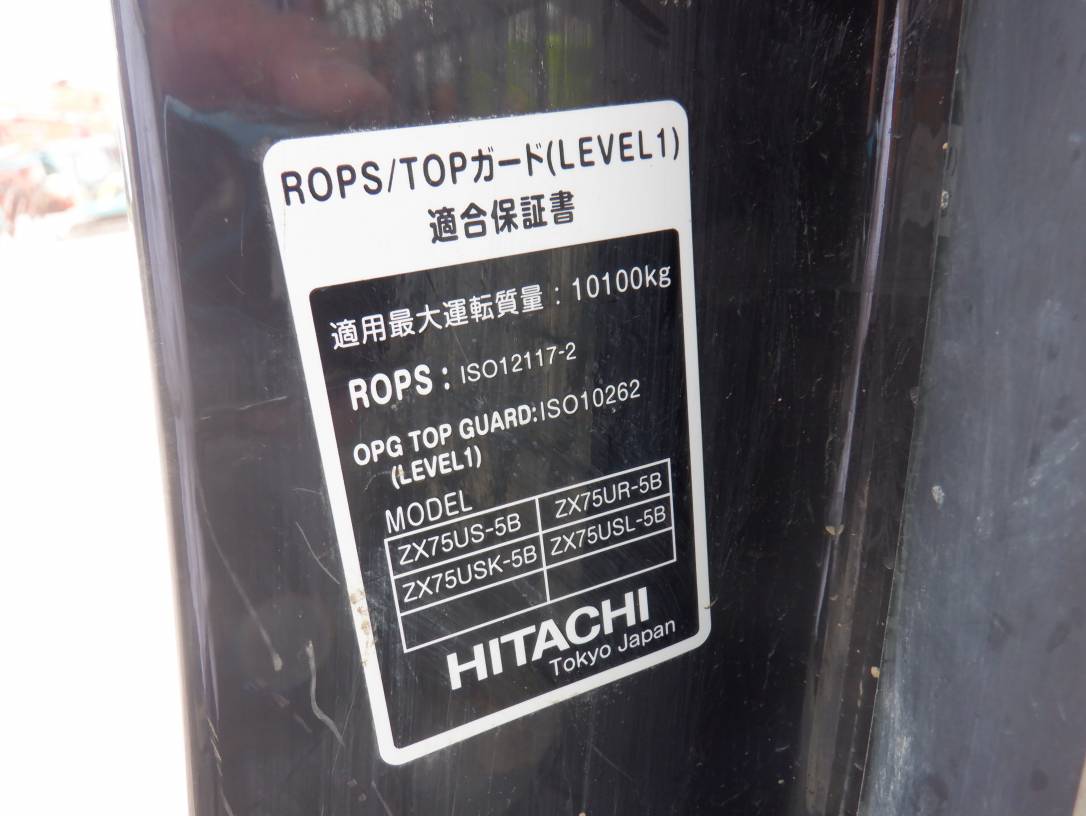 ROPS/TOPガード(LEVEL1)
適合保証書
適用最大運転質量：10100kg
ROPS：ISO12117-2
OPG TOP GUARD:ISO10262
(LEVEL1)
MODEL
ZX75US-5B ZX75UR-5B
ZX75USK-5B ZX75USL-5B
HITACHI
Tokyo Japan